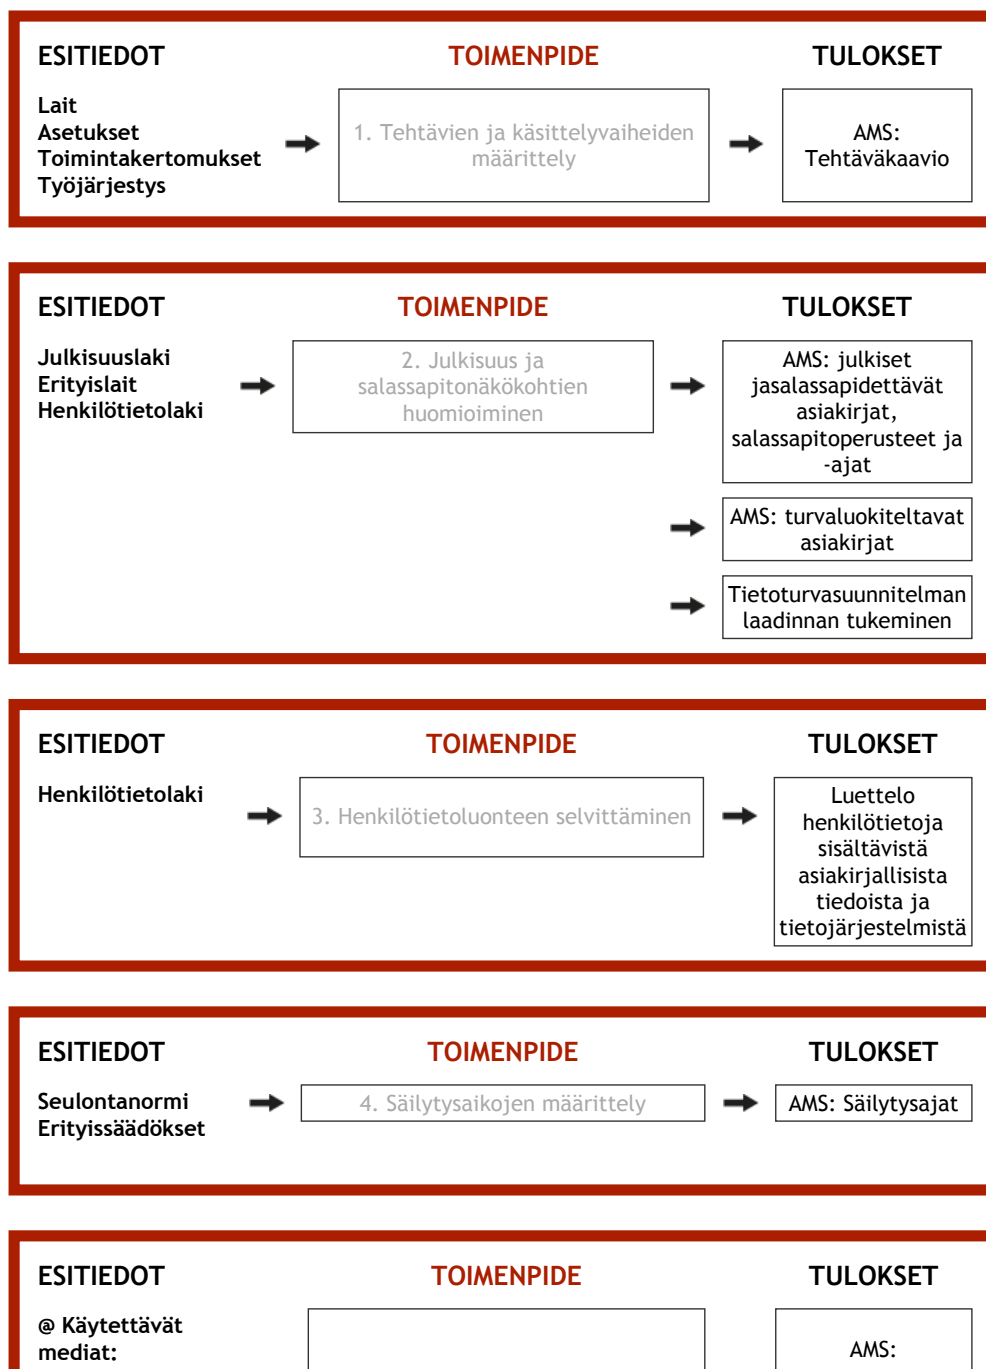 ESITIEDOT
TOIMENPIDE
TULOKSET
Lait
Asetukset
Toimintakertomukset
Työjärjestys
1. Tehtävien ja käsittelyvaiheiden
määrittely
AMS:
Tehtäväkaavio
ESITIEDOT
TOIMENPIDE
TULOKSET
Julkisuuslaki
Erityislait
Henkilötietolaki
2. Julkisuus ja
salassapitonäkökohtien
huomioiminen
AMS: julkiset
jasalassapidettävät
asiakirjat,
salassapitoperusteet ja
-ajat
AMS: turvaluokiteltavat
asiakirjat
Tietoturvasuunnitelman
laadinnan tukeminen
ESITIEDOT
TOIMENPIDE
TULOKSET
Henkilötietolaki
3. Henkilötietoluonteen selvittäminen
Luettelo
henkilötietoja
sisältävistä
asiakirjallisista
tiedoista ja
tietojärjestelmistä
ESITIEDOT
TOIMENPIDE
TULOKSET
Seulontanormi
Erityissäädökset
4. Säilytysaikojen määrittely
AMS: Säilytysajat
ESITIEDOT
TOIMENPIDE
TULOKSET
@ Käytettävät
mediat:
AMS: